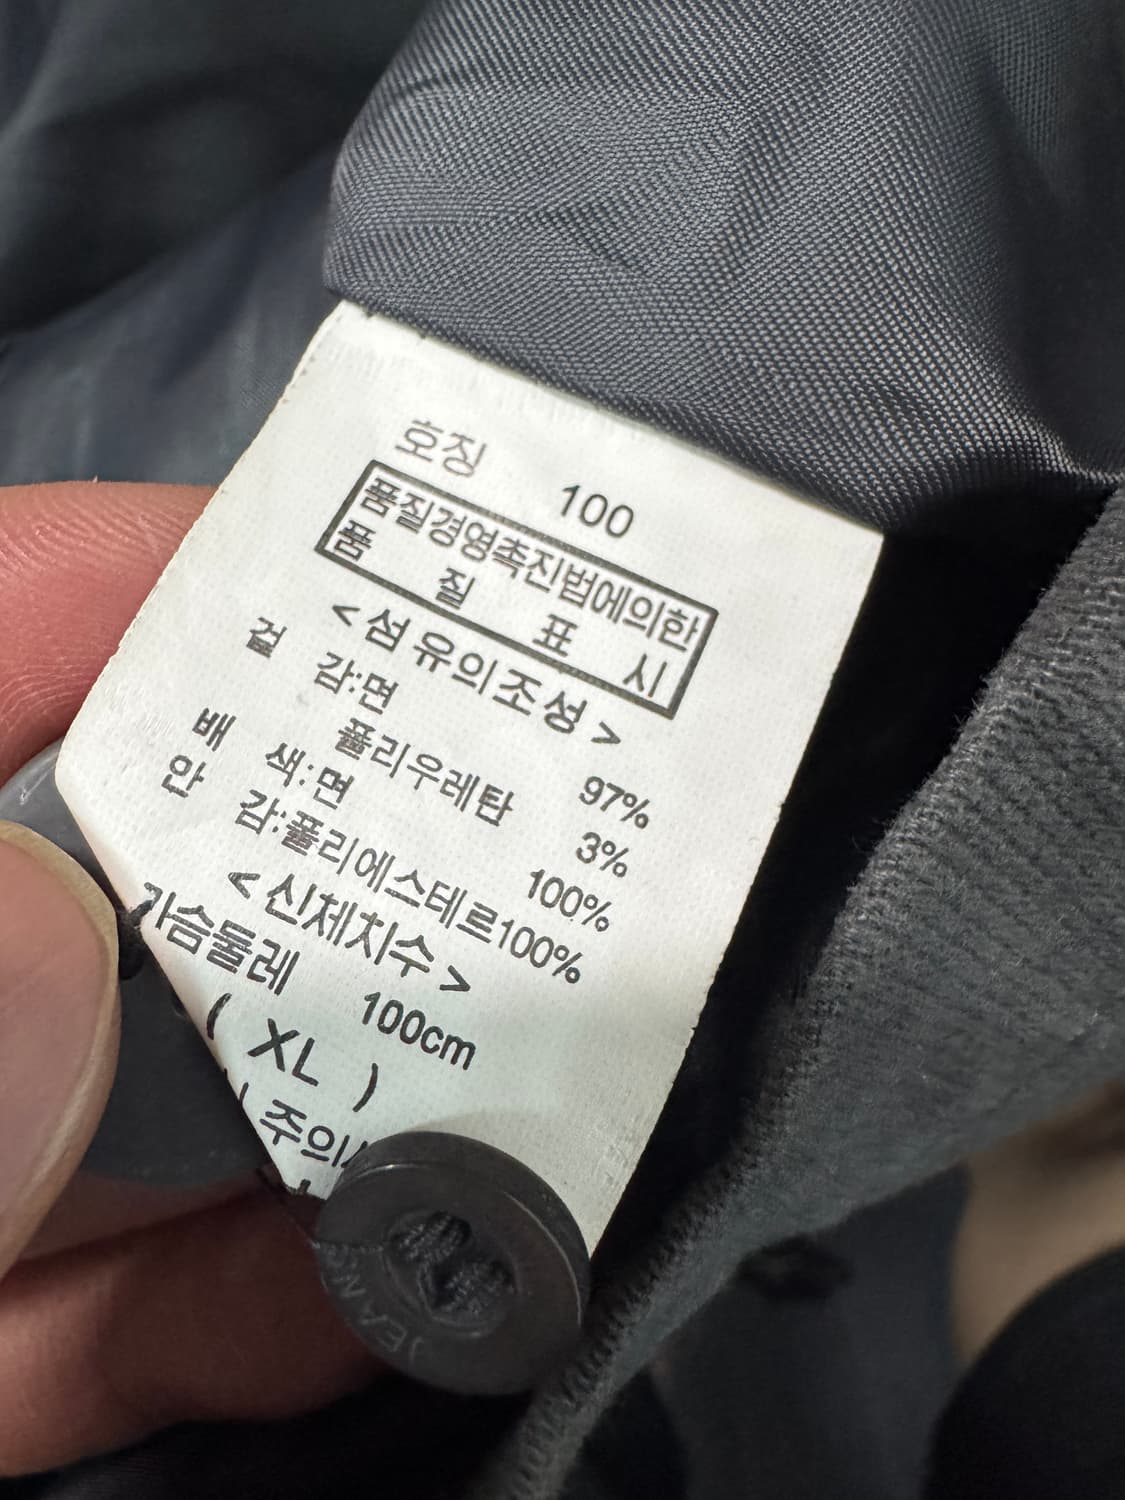 호칭 100
품질경영촉진법에의한
품 질 표 시
<섬유의조성>
겉 감:면 97%
폴리우레탄 3%
배 색:면 100%
안 감:폴리에스테르100%
<신체치수>
가슴둘레 100cm
( XL )
주의
JEANS